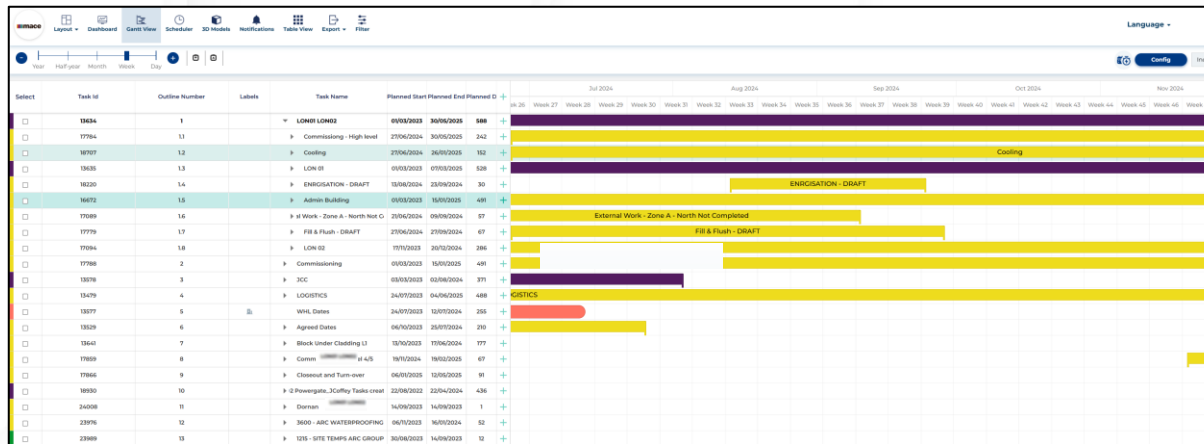 mace
Layout Dashboard Gantt View Scheduler 3D Models Notifications Table View Export Filter Language
Year Half-year Month Week Day Config
Select Task Id Outline Number Labels Task Name Planned Start Planned End Planned D
Jul 2024 Aug 2024 Sep 2024 Oct 2024 Nov 2024
Week 27 Week 28 Week 29 Week 30 Week 31 Week 32 Week 33 Week 34 Week 35 Week 36 Week 37 Week 38 Week 39 Week 40 Week 41 Week 42 Week 43 Week 44 Week 45 Week 46
13634 1 LON01 LON02 01/03/2023 30/05/2025 588
17784 1.1 Commissiong - High level 27/06/2024 30/05/2025 242
18707 1.2 Cooling 27/06/2024 26/01/2025 152 Cooling
13635 1.3 LON 01 01/03/2023 07/03/2025 528
18220 1.4 ENRGISATION - DRAFT 13/08/2024 23/09/2024 30 ENRGISATION - DRAFT
16672 1.5 Admin Building 01/03/2023 15/01/2025 491
17089 1.6 Work - Zone A - North Not C 21/06/2024 09/09/2024 57 External Work - Zone A - North Not Completed
17779 1.7 Fill & Flush - DRAFT 27/06/2024 27/09/2024 67 Fill & Flush - DRAFT
17094 1.8 LON 02 17/11/2023 20/12/2024 286
17788 2 Commissioning 01/03/2023 15/01/2025 491
13578 3 JCC 03/03/2023 02/08/2024 371
13479 4 LOGISTICS 24/07/2023 04/06/2025 488 OGISTICS
13577 5 WHL Dates 24/07/2023 12/07/2024 255
13529 6 Agreed Dates 06/10/2023 25/07/2024 210
13641 7 Block Under Cladding L1 13/10/2023 17/06/2024 177
17859 8 Comm el 4/5 19/11/2024 19/02/2025 67
17866 9 Closeout and Turn-over 06/01/2025 12/05/2025 91
18930 10 -2 Powergate_JCoffey Tasks creat 22/08/2022 22/04/2024 436
24008 11 Dornan 14/09/2023 14/09/2023 1
23976 12 3600 - ARC WATERPROOFING 06/11/2023 16/01/2024 52
23989 13 1215 - SITE TEMPS ARC GROUP 30/08/2023 14/09/2023 12